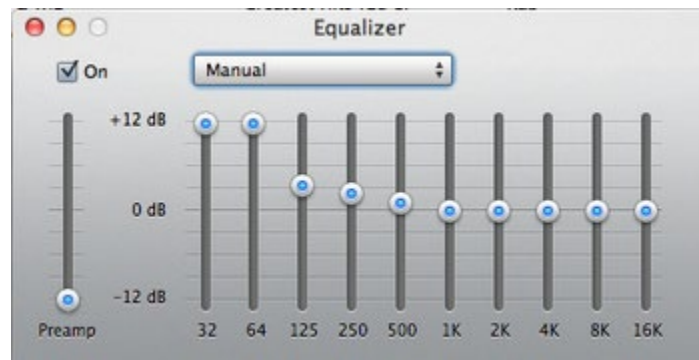 Equalizer
On
Manual
+12 dB
0 dB
-12 dB
Preamp 32 64 125 250 500 1K 2K 4K 8K 16K